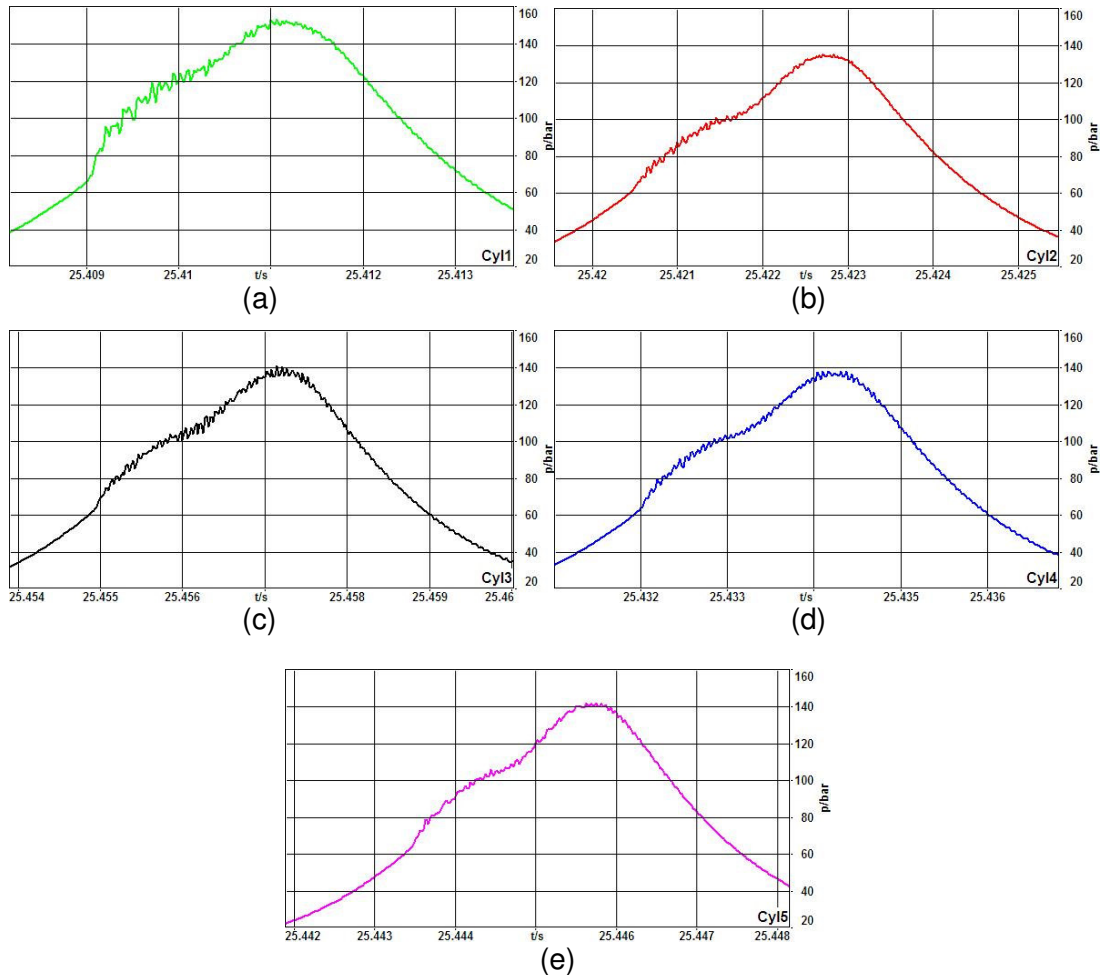 160
140
120
100
80
60
40
20
p/bar
Cyl1
25.409 25.41 t/s 25.412 25.413
(a)
160
140
120
100
80
60
40
20
p/bar
Cyl2
25.42 25.421 25.422 t/s 25.423 25.424 25.425
(b)
160
140
120
100
80
60
40
20
p/bar
Cyl3
25.454 25.455 25.456 t/s 25.458 25.459 25.46
(c)
160
140
120
100
80
60
40
20
p/bar
Cyl4
25.432 25.433 t/s 25.435 25.436
(d)
160
140
120
100
80
60
40
20
p/bar
Cyl5
25.442 25.443 25.444 t/s 25.446 25.447 25.448
(e)